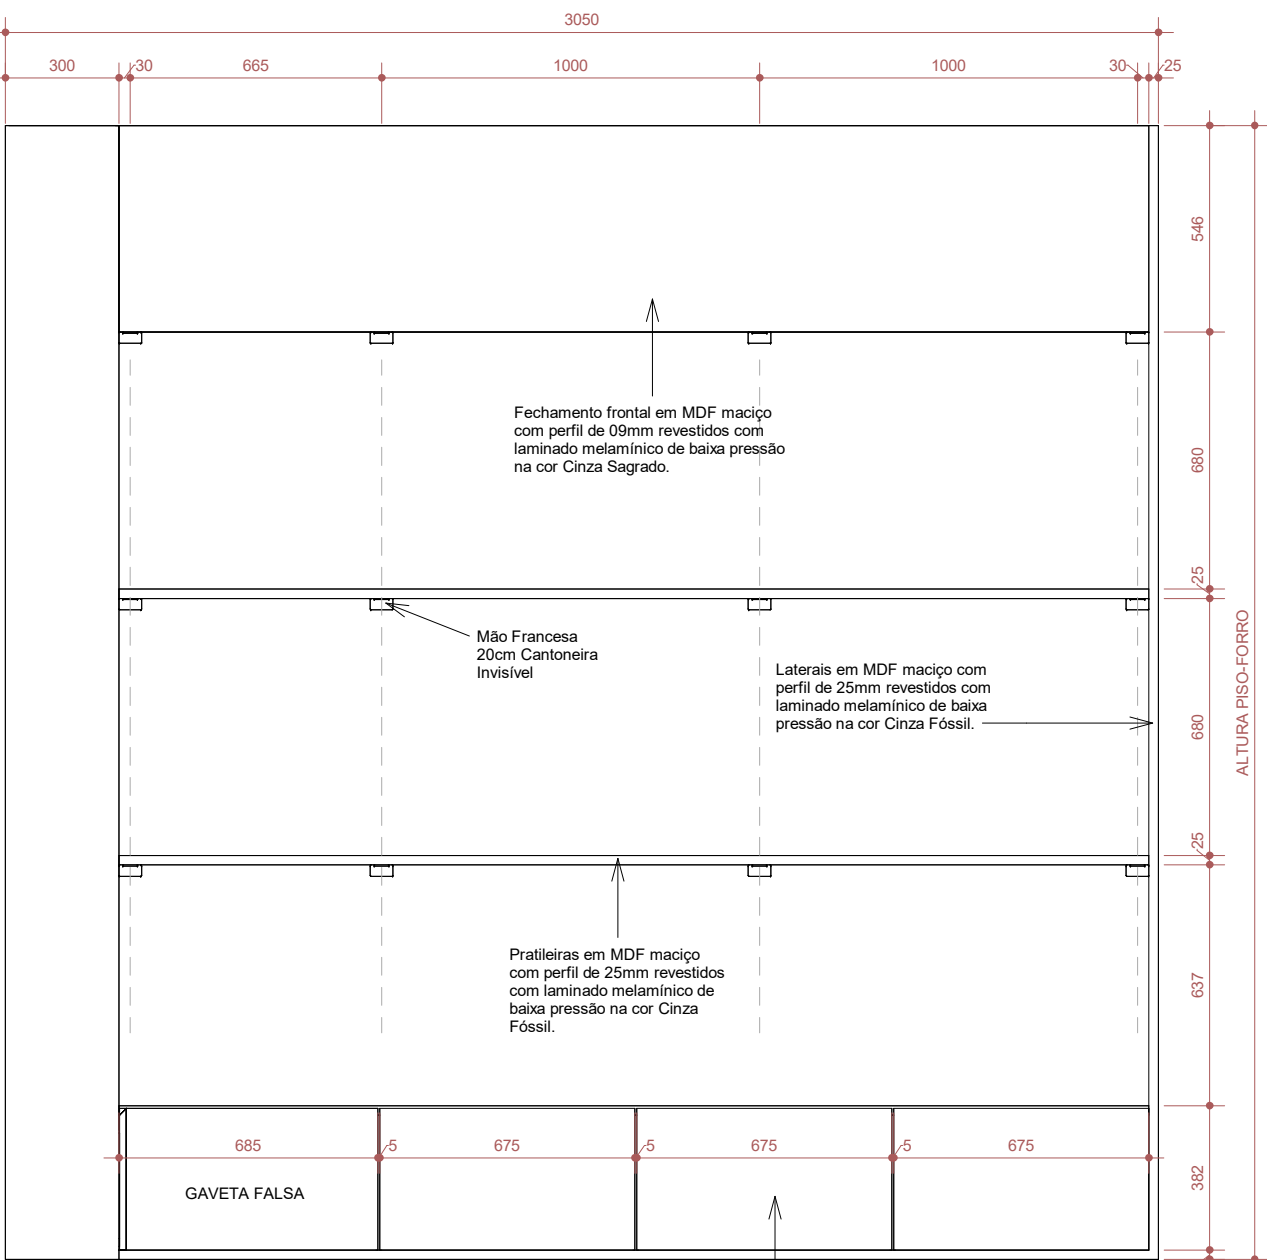 3050
300
30
665
1000
1000
30
25
546
Fechamento frontal em MDF maciço
com perfil de 09mm revestidos com
laminado melamínico de baixa pressão
na cor Cinza Sagrado.
680
25
Mão Francesa
20cm Cantoneira
Invisível
Laterais em MDF maciço com
perfil de 25mm revestidos com
laminado melamínico de baixa
pressão na cor Cinza Fóssil.
680
ALTURA PISO-FORRO
25
Pratileiras em MDF maciço
com perfil de 25mm revestidos
com laminado melamínico de
baixa pressão na cor Cinza
Fóssil.
637
685
5
675
5
675
5
675
382
GAVETA FALSA